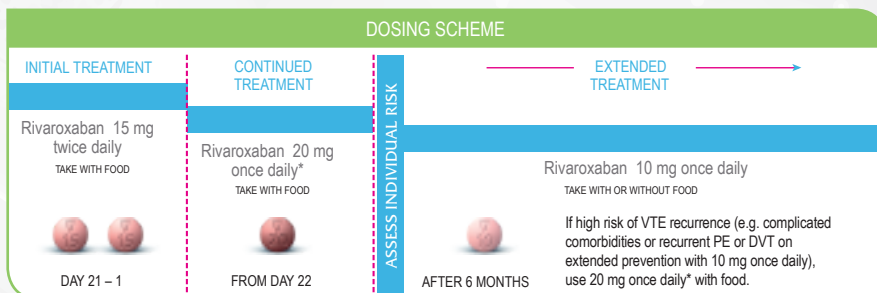 DOSING SCHEME
INITIAL TREATMENT
Rivaroxaban 15 mg
twice daily
TAKE WITH FOOD
15 15
DAY 21 – 1
CONTINUED
TREATMENT
Rivaroxaban 20 mg
once daily*
TAKE WITH FOOD
FROM DAY 22
ASSESS INDIVIDUAL RISK
EXTENDED
TREATMENT
Rivaroxaban 10 mg once daily
TAKE WITH OR WITHOUT FOOD
AFTER 6 MONTHS
If high risk of VTE recurrence (e.g. complicated
comorbidities or recurrent PE or DVT on
extended prevention with 10 mg once daily),
use 20 mg once daily* with food.